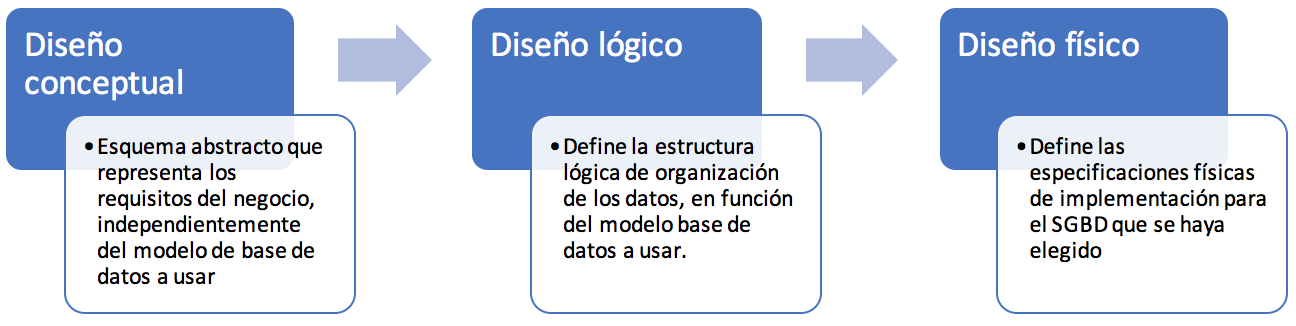 Diseño
conceptual
• Esquema abstracto que
representa los
requisitos del negocio,
independientemente
del modelo de base de
datos a usar
Diseño lógico
• Define la estructura
lógica de organización
de los datos, en función
del modelo base de
datos a usar.
Diseño físico
• Define las
especificaciones físicas
de implementación para
el SGBD que se haya
elegido